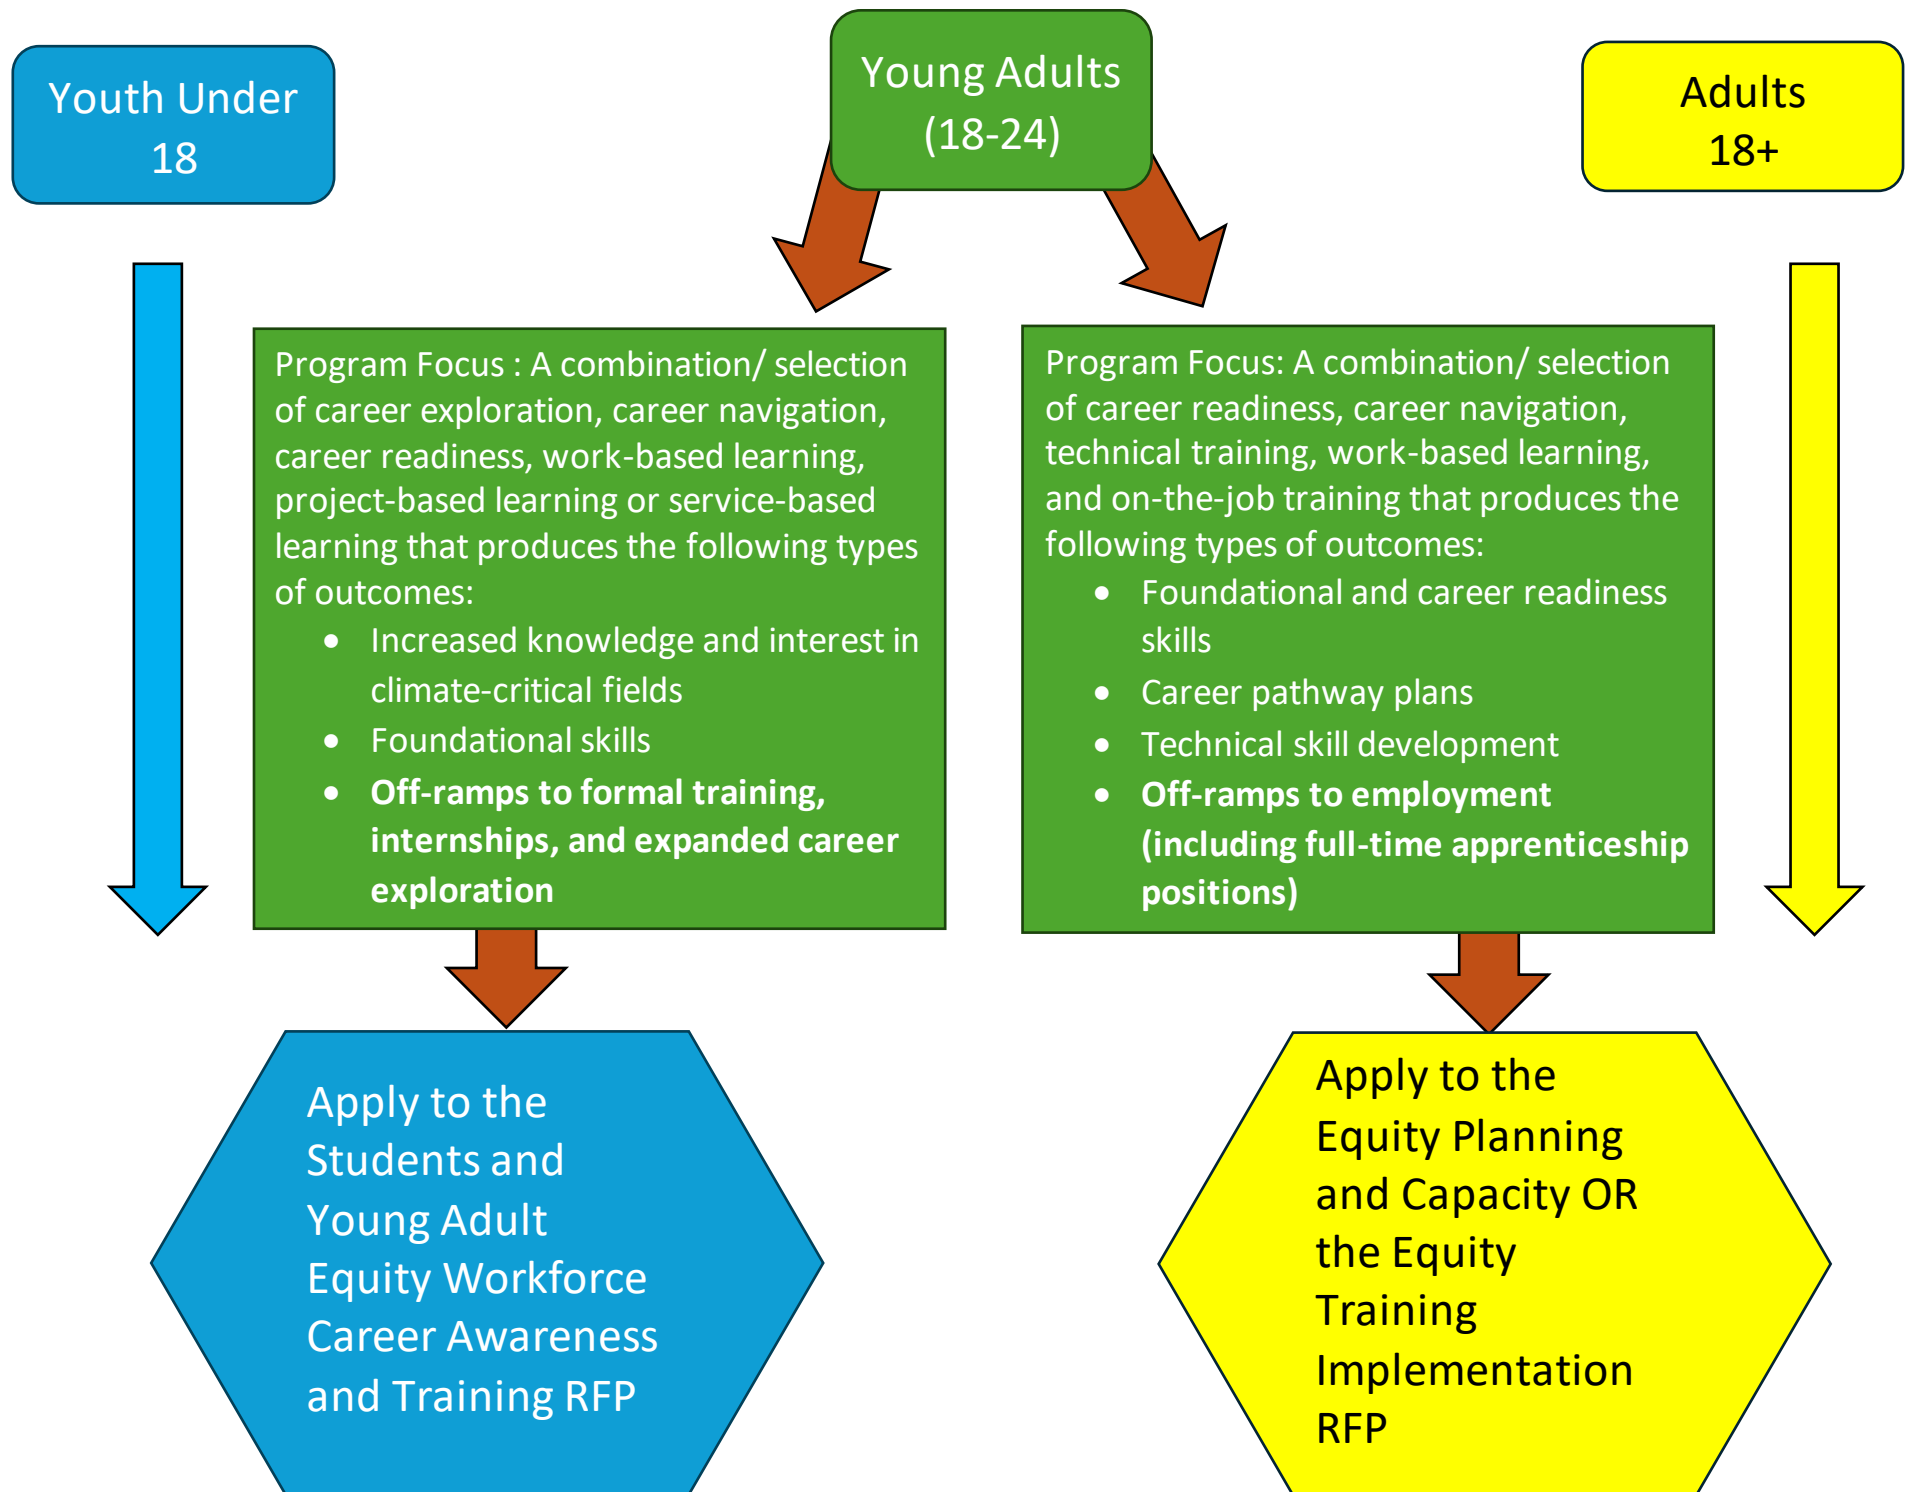 Youth Under
18
Young Adults
(18-24)
Adults
18+
Program Focus : A combination/ selection
of career exploration, career navigation,
career readiness, work-based learning,
project-based learning or service-based
learning that produces the following types
of outcomes:
• Increased knowledge and interest in
climate-critical fields
• Foundational skills
• Off-ramps to formal training,
internships, and expanded career
exploration
Program Focus: A combination/ selection
of career readiness, career navigation,
technical training, work-based learning,
and on-the-job training that produces the
following types of outcomes:
• Foundational and career readiness
skills
• Career pathway plans
• Technical skill development
• Off-ramps to employment
(including full-time apprenticeship
positions)
Apply to the
Students and
Young Adult
Equity Workforce
Career Awareness
and Training RFP
Apply to the
Equity Planning
and Capacity OR
the Equity
Training
Implementation
RFP